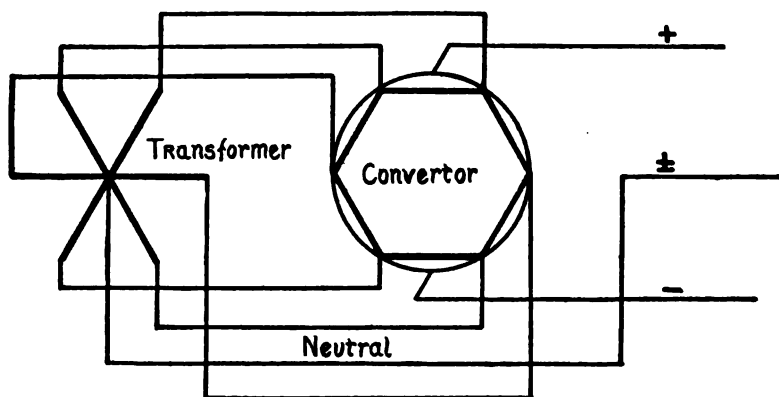 +
Transformer
Convertor
±
−
Neutral